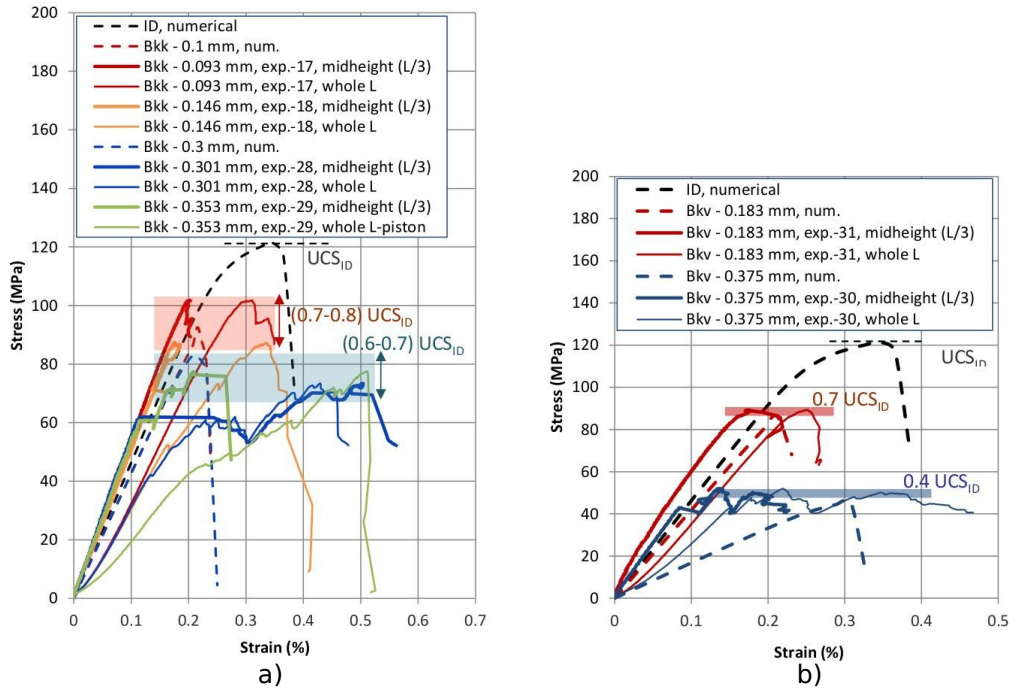 200
180
160
140
120
100
80
60
40
20
0
Stress (MPa)
ID, numerical
Bkk - 0.1 mm, num.
Bkk - 0.093 mm, exp.-17, midheight (L/3)
Bkk - 0.093 mm, exp.-17, whole L
Bkk - 0.146 mm, exp.-18, midheight (L/3)
Bkk - 0.146 mm, exp.-18, whole L
Bkk - 0.3 mm, num.
Bkk - 0.301 mm, exp.-28, midheight (L/3)
Bkk - 0.301 mm, exp.-28, whole L
Bkk - 0.353 mm, exp.-29, midheight (L/3)
Bkk - 0.353 mm, exp.-29, whole L-piston
UCS_ID
(0.7-0.8) UCS_ID
(0.6-0.7) UCS_ID
0 0.1 0.2 0.3 0.4 0.5 0.6 0.7
Strain (%)
a)
200
180
160
140
120
100
80
60
40
20
0
Stress (MPa)
ID, numerical
Bkv - 0.183 mm, num.
Bkv - 0.183 mm, exp.-31, midheight (L/3)
Bkv - 0.183 mm, exp.-31, whole L
Bkv - 0.375 mm, num.
Bkv - 0.375 mm, exp.-30, midheight (L/3)
Bkv - 0.375 mm, exp.-30, whole L
UCS_ID
0.7 UCS_ID
0.4 UCS_ID
0 0.1 0.2 0.3 0.4 0.5
Strain (%)
b)